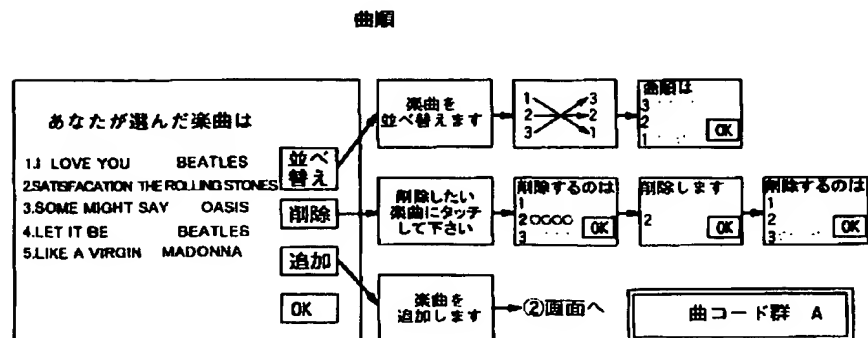 曲順
あなたが選んだ楽曲は
1.I LOVE YOU BEATLES
2.SATISFACATION THE ROLLING STONES
3.SOME MIGHT SAY OASIS
4.LET IT BE BEATLES
5.LIKE A VIRGIN MADONNA
並べ
替え
削除
追加
OK
楽曲を
並べ替えます
1 3
2 2
3 1
曲順は
3
2
1
OK
削除したい
楽曲にタッチ
して下さい
削除するのは
1
2○○○○
3
OK
削除します
2
OK
削除するのは
1
2
3
OK
楽曲を
追加します
②画面へ
曲コード群 A